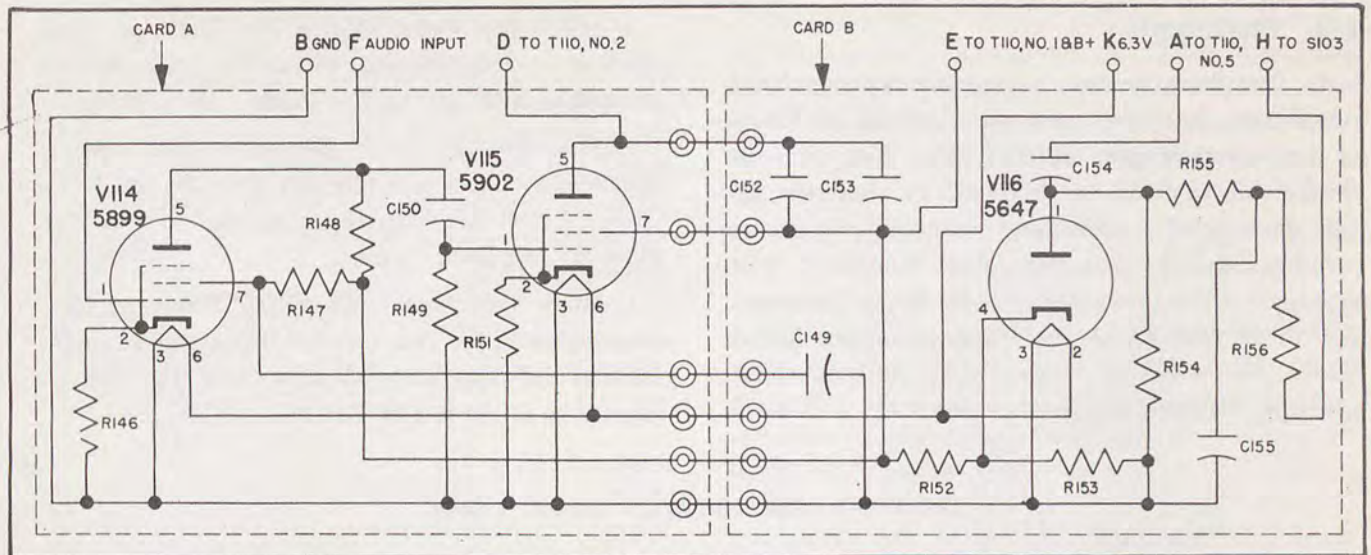 CARD A
B GND F AUDIO INPUT
D TO T110, NO.2
CARD B
E TO T110, NO. 1&B+ K 6.3V
A TO T110, NO.5
H TO S103
V114
5899
5
1
2
3
6
7
R146
R147
R148
C150
R149
R151
V115
5902
5
1
2
3
6
7
C152
C153
C149
V116
5647
C154
1
4
3
2
R155
R154
R156
R152
R153
C155